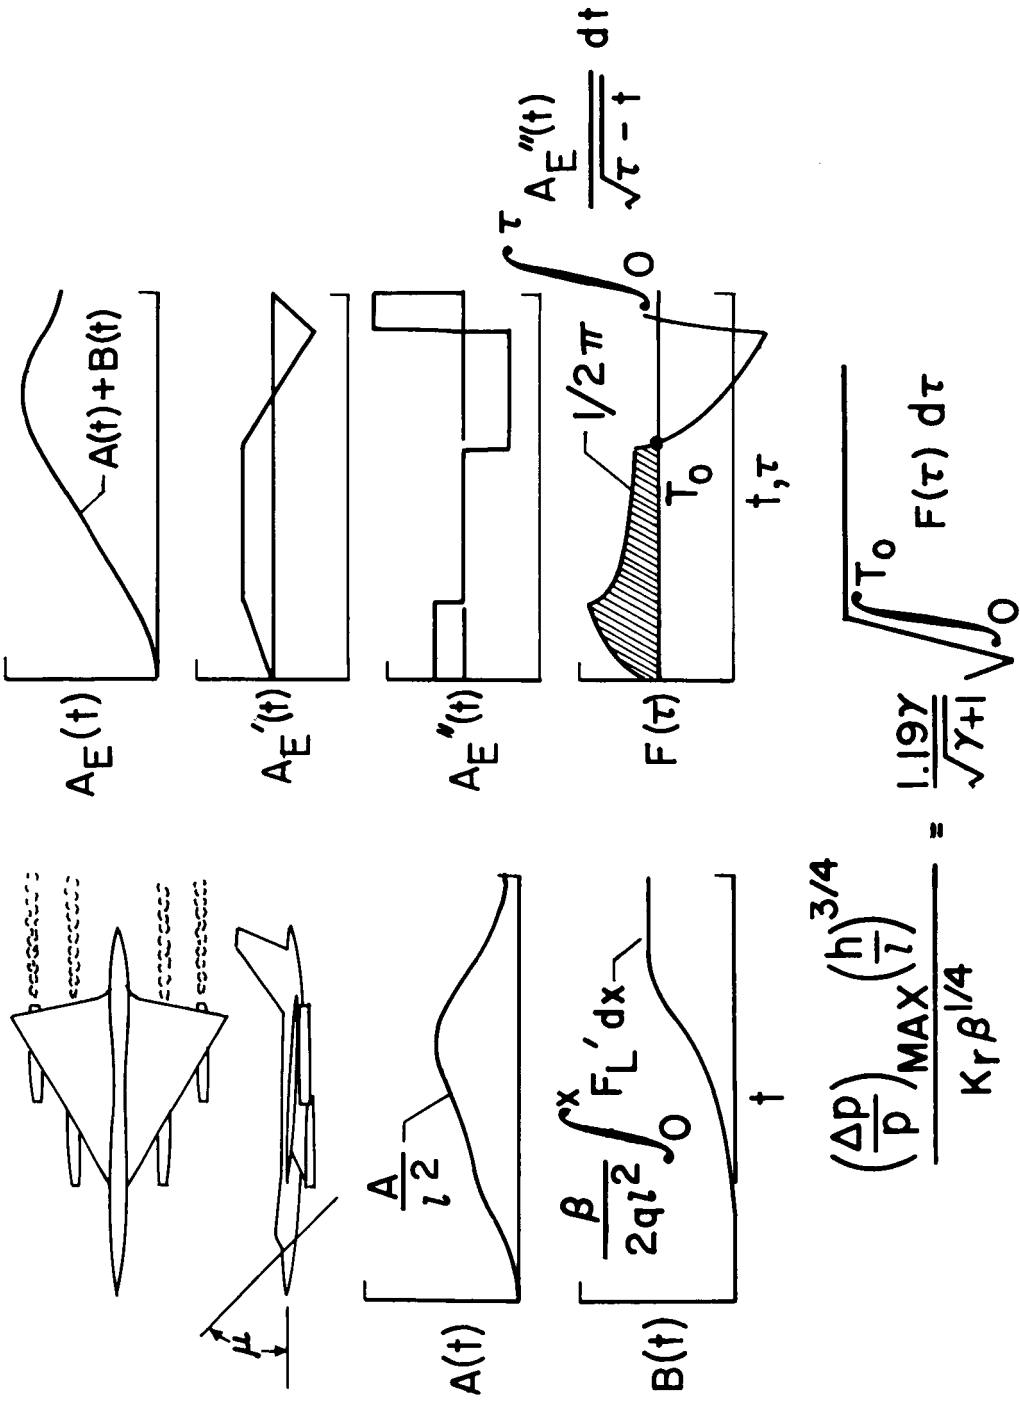 μ
A(t)
A/l²
B(t)
β/2ql² ∫₀ˣ F_L′ dx
t
A_E(t)
A(t)+B(t)
A_E′(t)
A_E″(t)
F(τ)
1/2π ∫₀^τ A_E″(t)/√(τ-t) dt
T₀
t,τ
(Δp/p)_MAX (h/l)^3/4 / K_r β^1/4 = 1.19γ/√(γ+1) √(∫₀^T₀ F(τ) dτ)